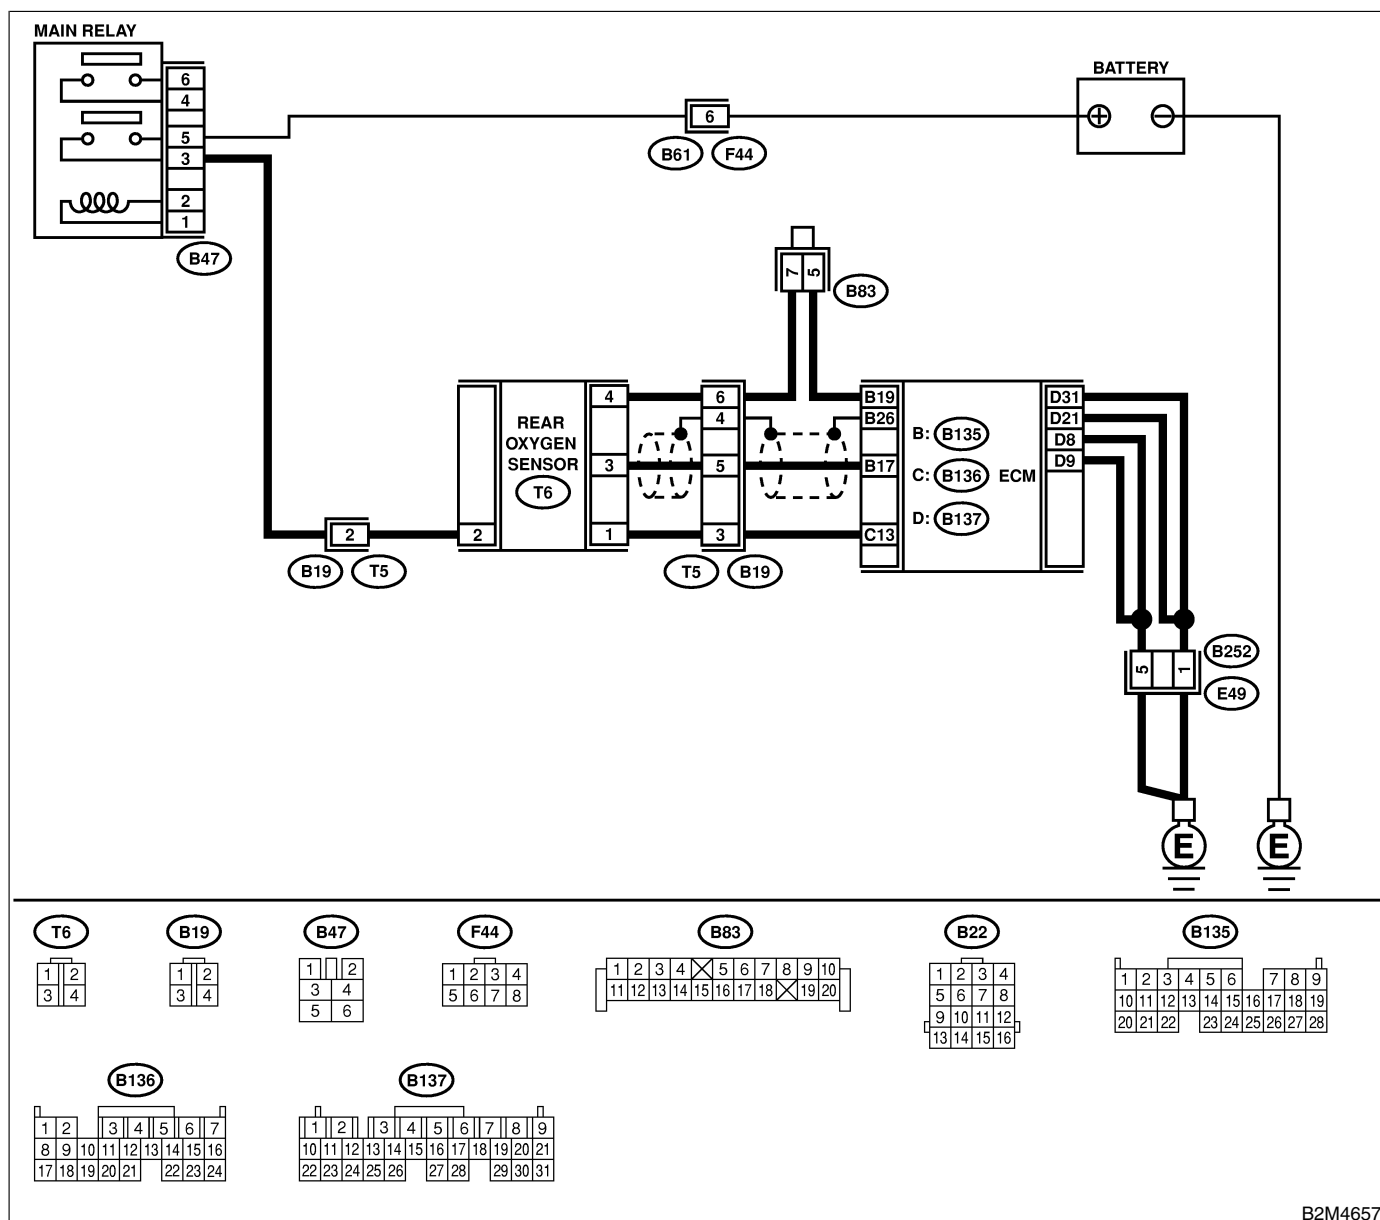 MAIN RELAY
6
4
5
3
2
1
B47
6
B61 F44
BATTERY
+ −
7 5
B83
2
REAR
OXYGEN
SENSOR
T6
4
3
1
6
4
5
3
B19
B26
B17
C13
B: B135
C: B136 ECM
D: B137
D31
D21
D8
D9
2
B19 T5
T5 B19
5 1
B252
E49
E E
T6 B19 B47 F44 B83 B22 B135
1 2
3 4
1 2
3 4
1 2
3 4
5 6
1 2 3 4
5 6 7 8
1 2 3 4 5 6 7 8 9 10
11 12 13 14 15 16 17 18 19 20
1 2 3 4
5 6 7 8
9 10 11 12
13 14 15 16
1 2 3 4 5 6 7 8 9
10 11 12 13 14 15 16 17 18 19
20 21 22 23 24 25 26 27 28
B136 B137
1 2 3 4 5 6 7
8 9 10 11 12 13 14 15 16
17 18 19 20 21 22 23 24
1 2 3 4 5 6 7 8 9
10 11 12 13 14 15 16 17 18 19 20 21
22 23 24 25 26 27 28 29 30 31
B2M4657